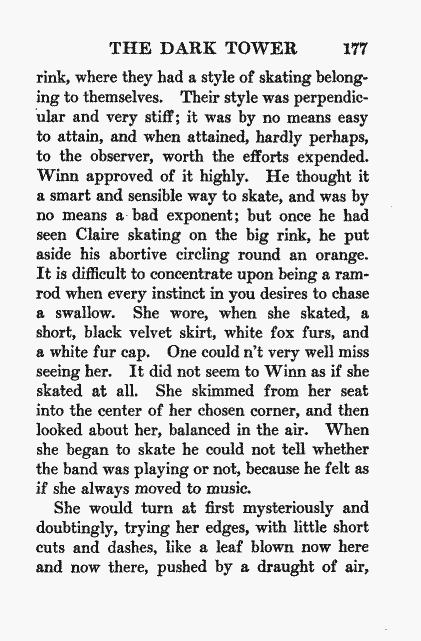 THE DARK TOWER 177
rink, where they had a style of skating belong-
ing to themselves. Their style was perpendic-
ular and very stiff; it was by no means easy
to attain, and when attained, hardly perhaps,
to the observer, worth the efforts expended.
Winn approved of it highly. He thought it
a smart and sensible way to skate, and was by
no means a bad exponent; but once he had
seen Claire skating on the big rink, he put
aside his abortive circling round an orange.
It is difficult to concentrate upon being a ram-
rod when every instinct in you desires to chase
a swallow. She wore, when she skated, a
short, black velvet skirt, white fox furs, and
a white fur cap. One could n't very well miss
seeing her. It did not seem to Winn as if she
skated at all. She skimmed from her seat
into the center of her chosen corner, and then
looked about her, balanced in the air. When
she began to skate he could not tell whether
the band was playing or not, because he felt as
if she always moved to music.
She would turn at first mysteriously and
doubtingly, trying her edges, with little short
cuts and dashes, like a leaf blown now here
and now there, pushed by a draught of air,